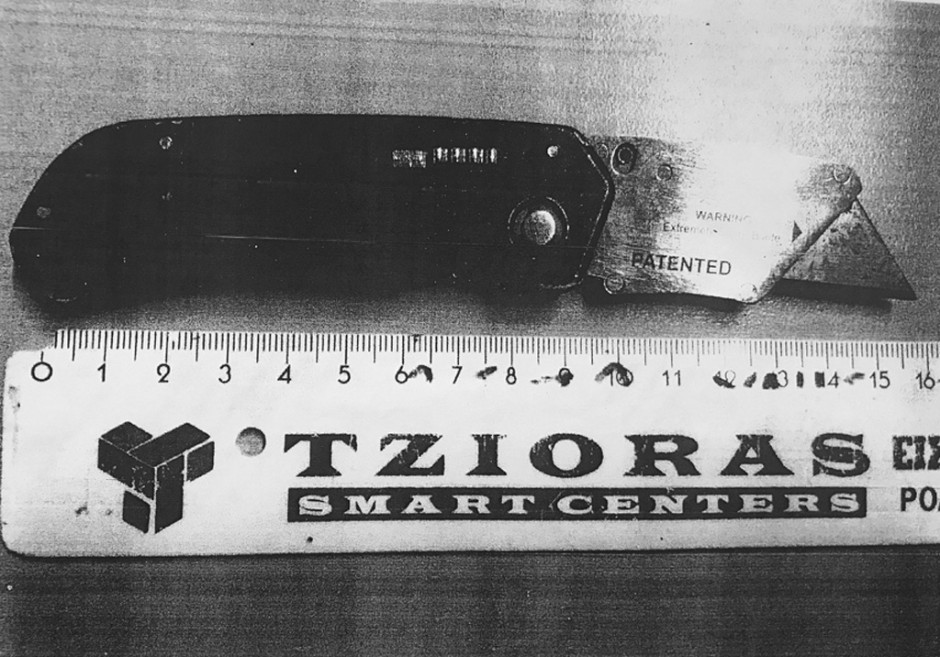 WARNING
Extremely
PATENTED
0 1 2 3 4 5 6 7 8 9 10 11 12 13 14 15 16
TZIORAS
SMART CENTERS